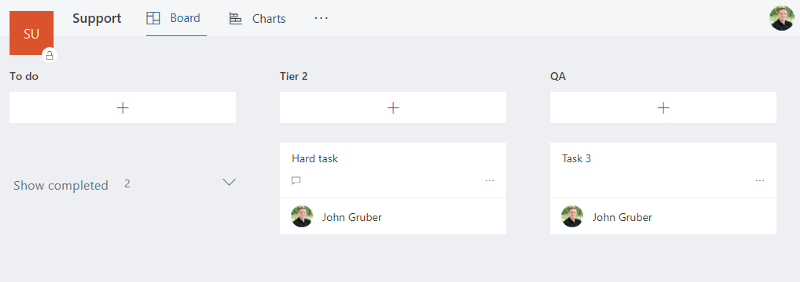 SU
Support
Board
Charts
To do
Tier 2
QA
Show completed 2
Hard task
John Gruber
Task 3
John Gruber